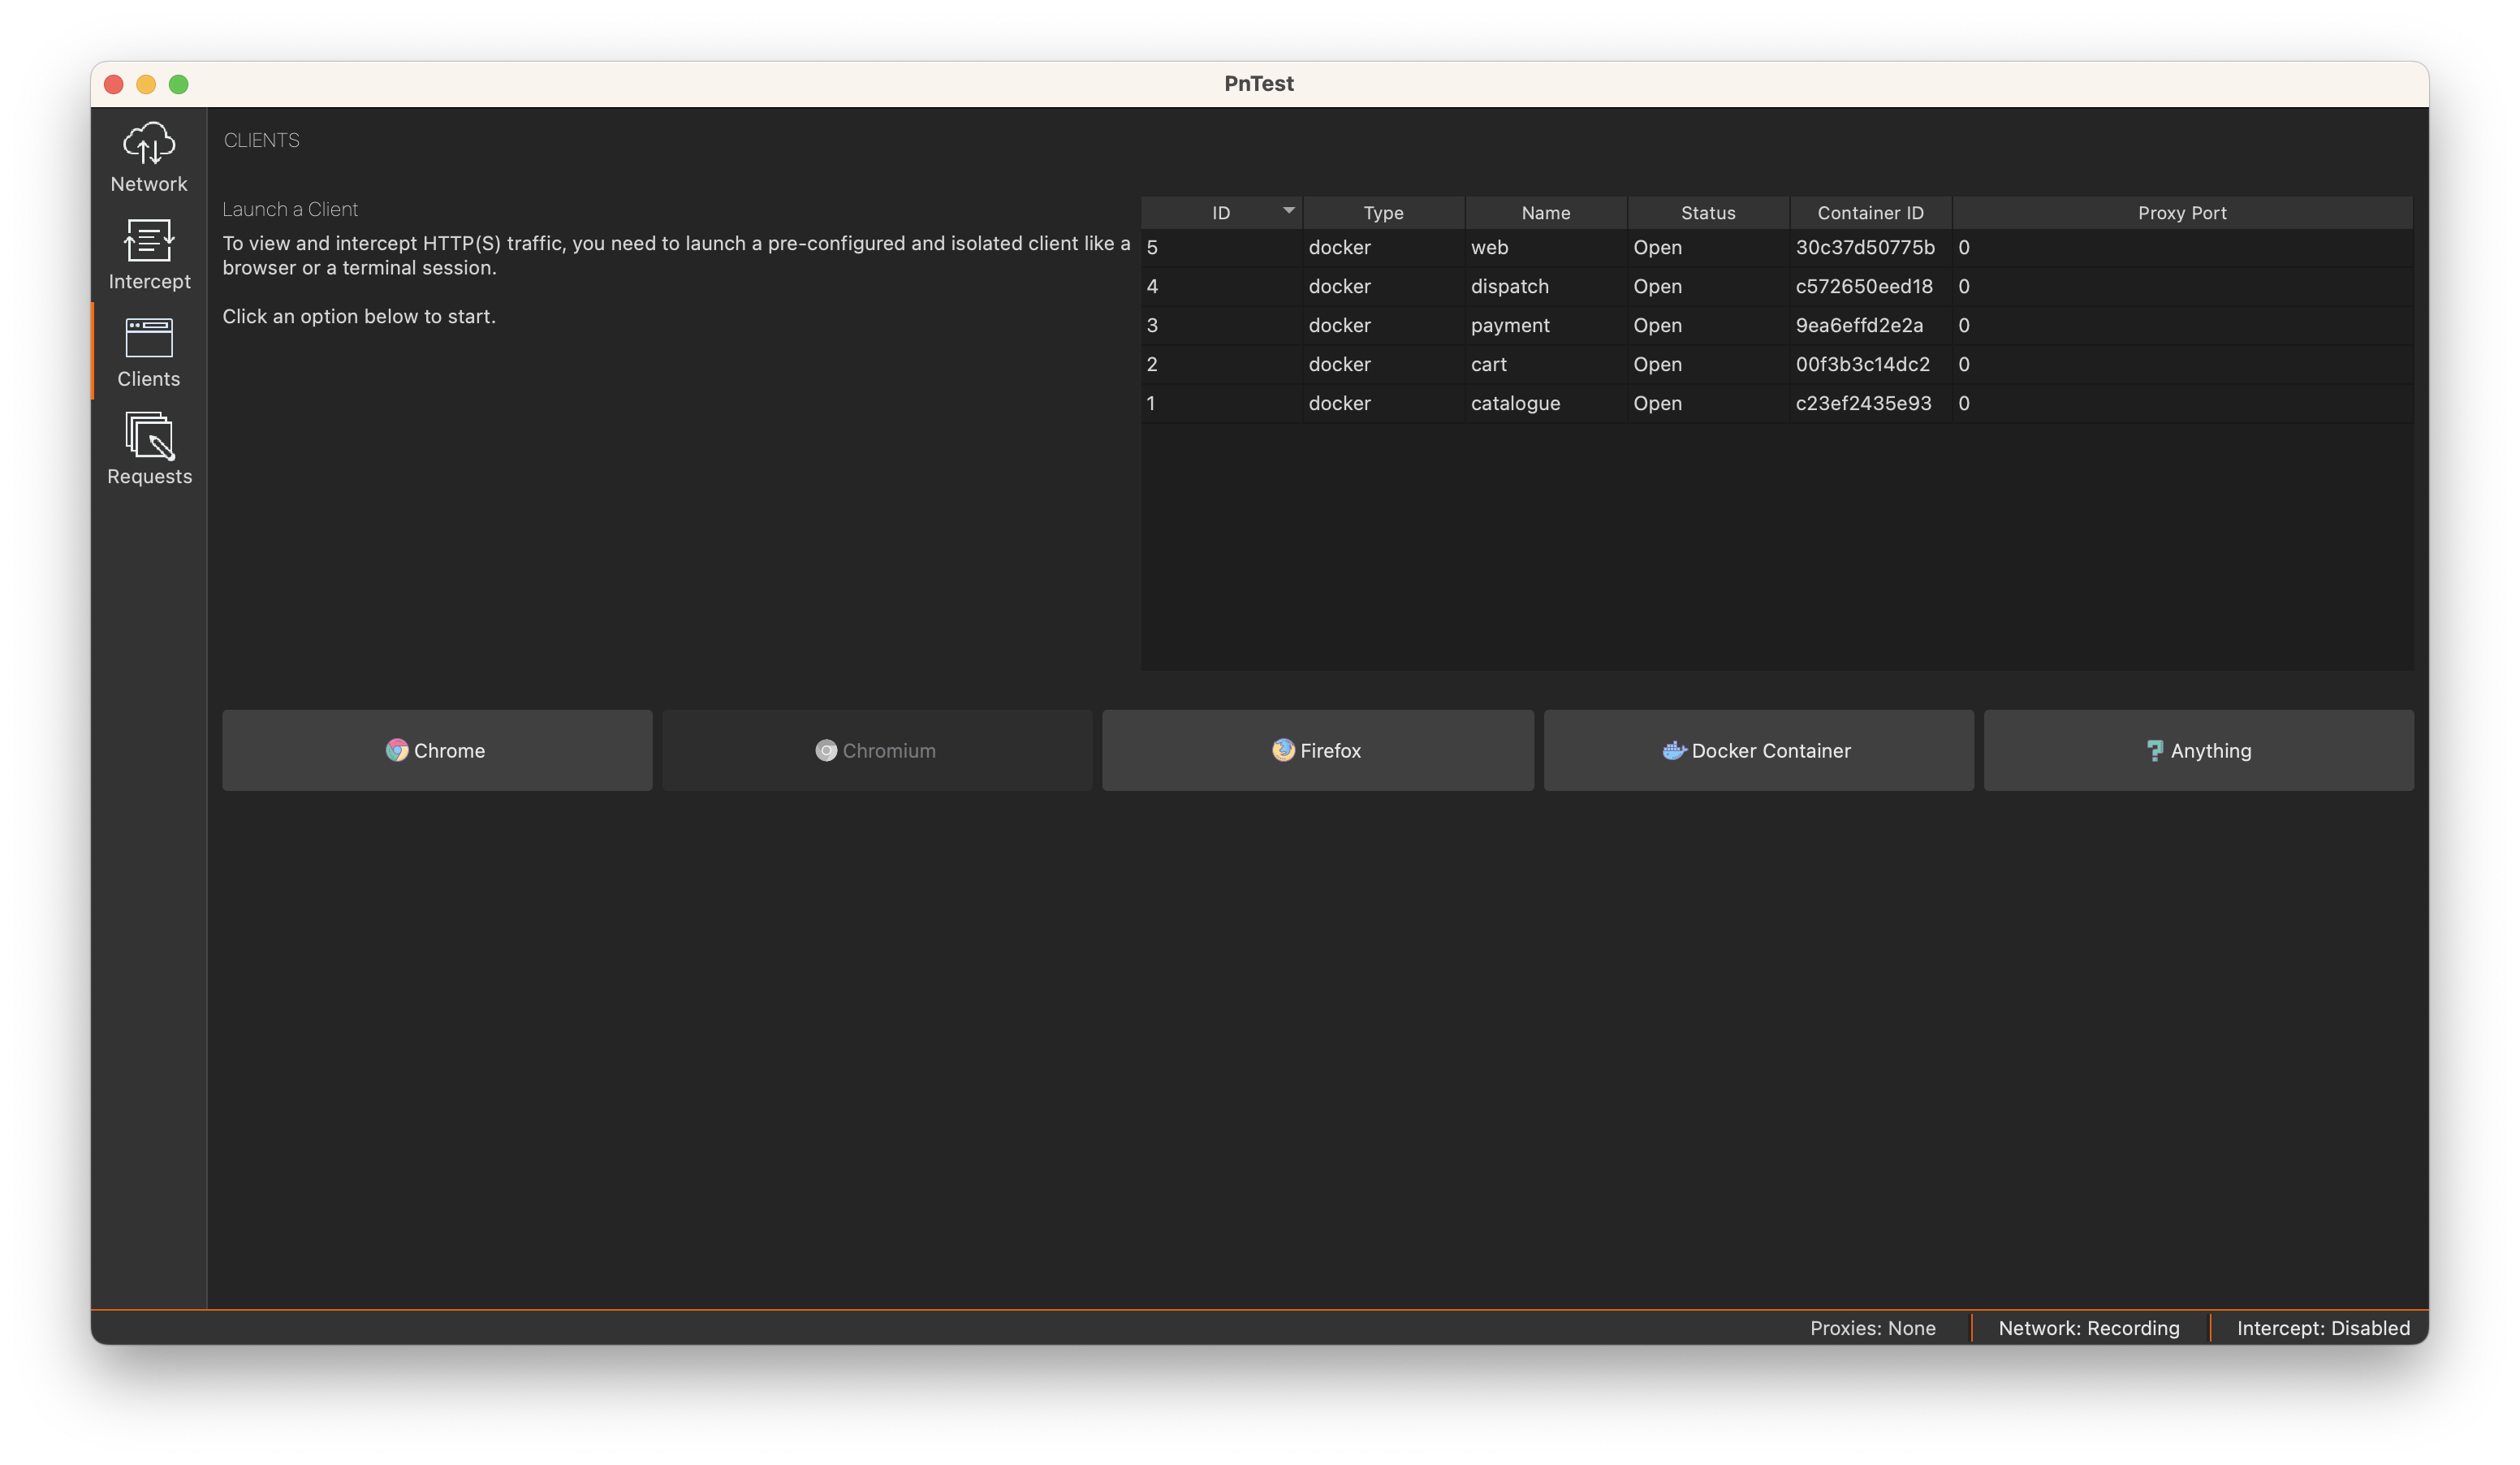 PnTest
Network
Intercept
Clients
Requests
CLIENTS
Launch a Client
To view and intercept HTTP(S) traffic, you need to launch a pre-configured and isolated client like a
browser or a terminal session.
Click an option below to start.
ID Type Name Status Container ID Proxy Port
5 docker web Open 30c37d50775b 0
4 docker dispatch Open c572650eed18 0
3 docker payment Open 9ea6effd2e2a 0
2 docker cart Open 00f3b3c14dc2 0
1 docker catalogue Open c23ef2435e93 0
Chrome Chromium Firefox Docker Container Anything
Proxies: None Network: Recording Intercept: Disabled